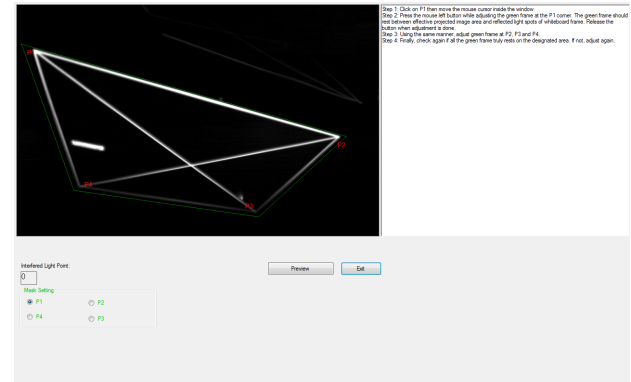 Step 1: Click on P1 then move the mouse cursor inside the window.
Step 2: Press the mouse left button while adjusting the green frame at the P1 corner. The green frame should
rest between effective projected image area and reflected light spots of whiteboard frame. Release the
button when adjustment is done.
Step 3: Using the same manner, adjust green frame at P2, P3 and P4.
Step 4: Finally, check again if all the green frame truly rests on the designated area. If not, adjust again.
P2
P4
Interfered Light Point:
0
Preview
Exit
Mask Setting
P1
P2
P4
P3